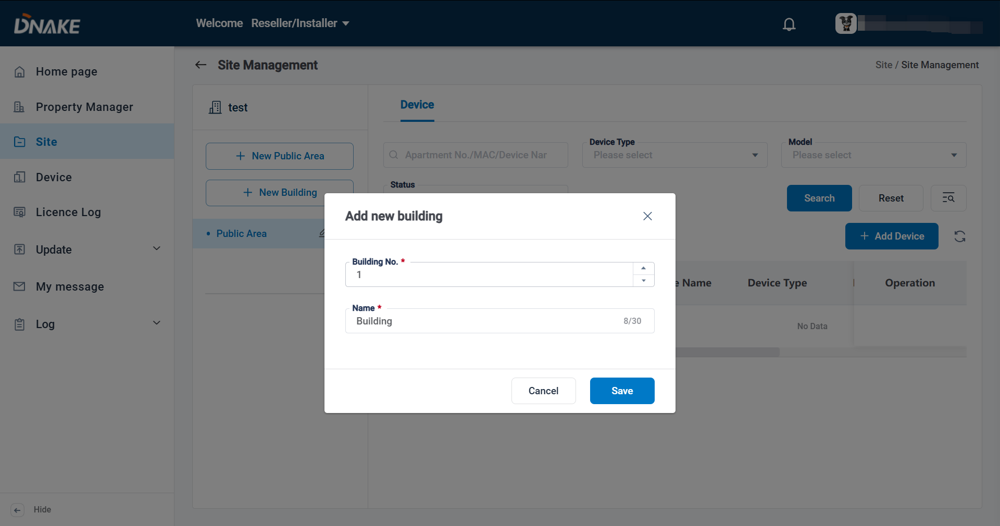 DNAKE
Welcome Reseller/Installer
Home page
Property Manager
Site
Device
Licence Log
Update
My message
Log
Hide
Site Management
Site / Site Management
test
New Public Area
New Building
Public Area
Device
Apartment No./MAC/Device Nar
Device Type
Please select
Model
Please select
Status
Search
Reset
Add Device
e Name
Device Type
Operation
No Data
Add new building
Building No. *
1
Name *
Building
8/30
Cancel
Save